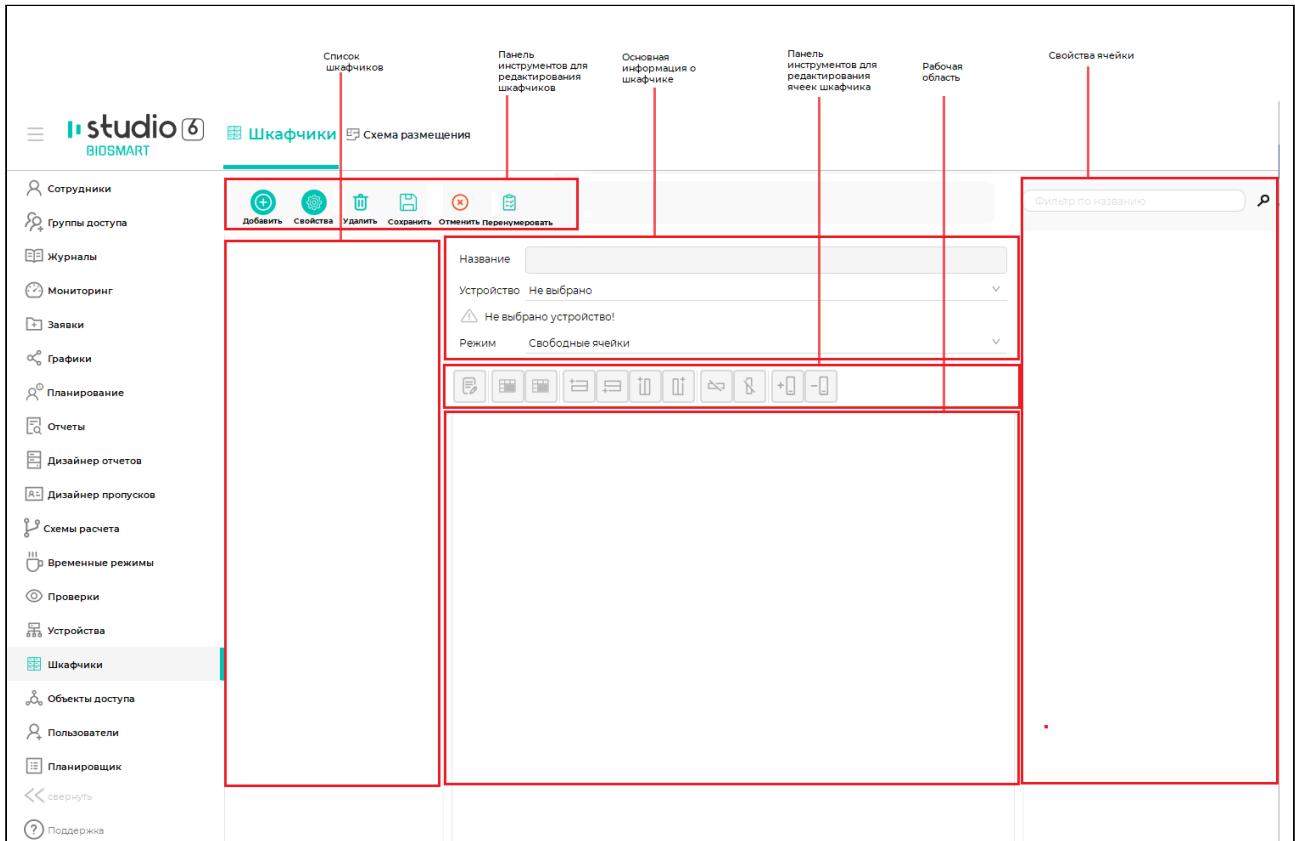 Список
шкафчиков
Панель
инструментов для
редактирования
шкафчиков
Основная
информация о
шкафчике
Панель
инструментов для
редактирования
ячеек шкафчика
Рабочая
область
Свойства ячейки
studio 6
BIOSMART
Шкафчики
Схема размещения
Сотрудники
Группы доступа
Журналы
Мониторинг
Заявки
Графики
Планирование
Отчеты
Дизайнер отчетов
Дизайнер пропусков
Схемы расчета
Временные режимы
Проверки
Устройства
Шкафчики
Объекты доступа
Пользователи
Планировщик
свернуть
Поддержка
Добавить Свойства Удалить Сохранить Отменить Перенумеровать
Название
Устройство Не выбрано
Не выбрано устройство!
Режим Свободные ячейки
Фильтр по названию